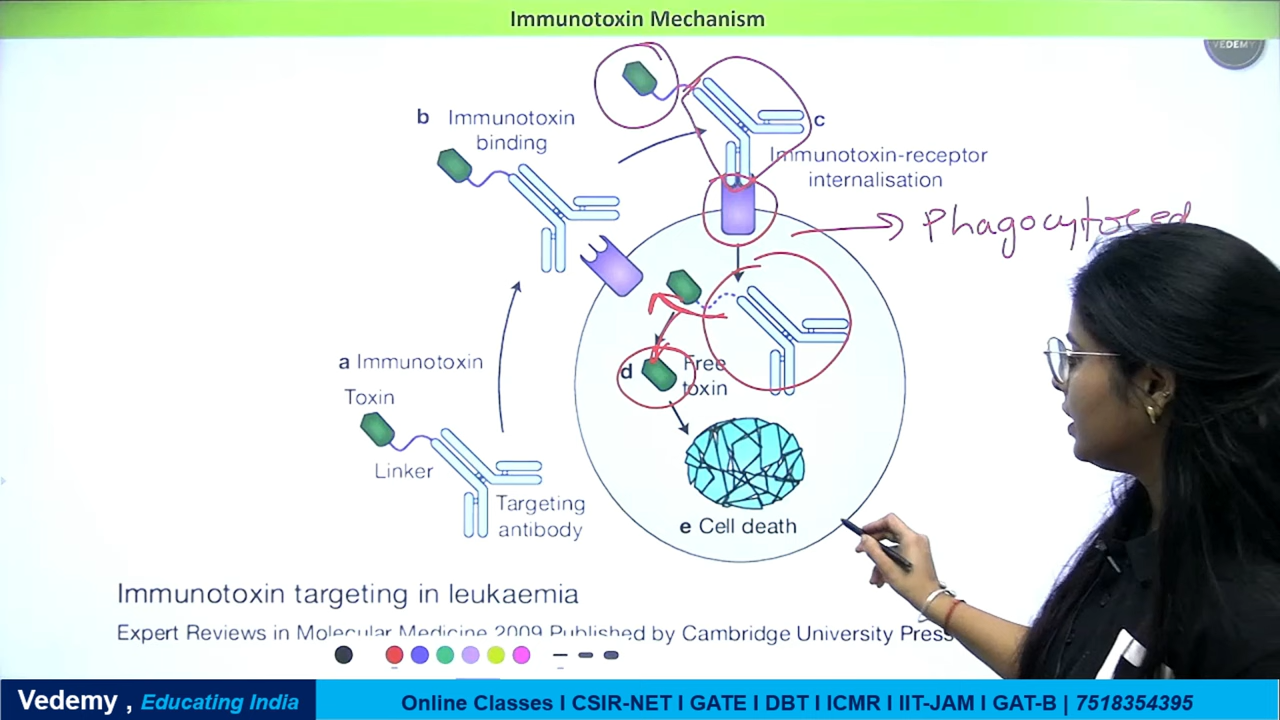 Immunotoxin Mechanism
VEDEMY
b Immunotoxin
binding
c
Immunotoxin-receptor
internalisation
Phagocytosed
a Immunotoxin
Toxin
Linker
Targeting
antibody
d Free
toxin
e Cell death
Immunotoxin targeting in leukaemia
Expert Reviews in Molecular Medicine 2009 Published by Cambridge University Press
Vedemy , Educating India
Online Classes I CSIR-NET I GATE I DBT I ICMR I IIT-JAM I GAT-B | 7518354395